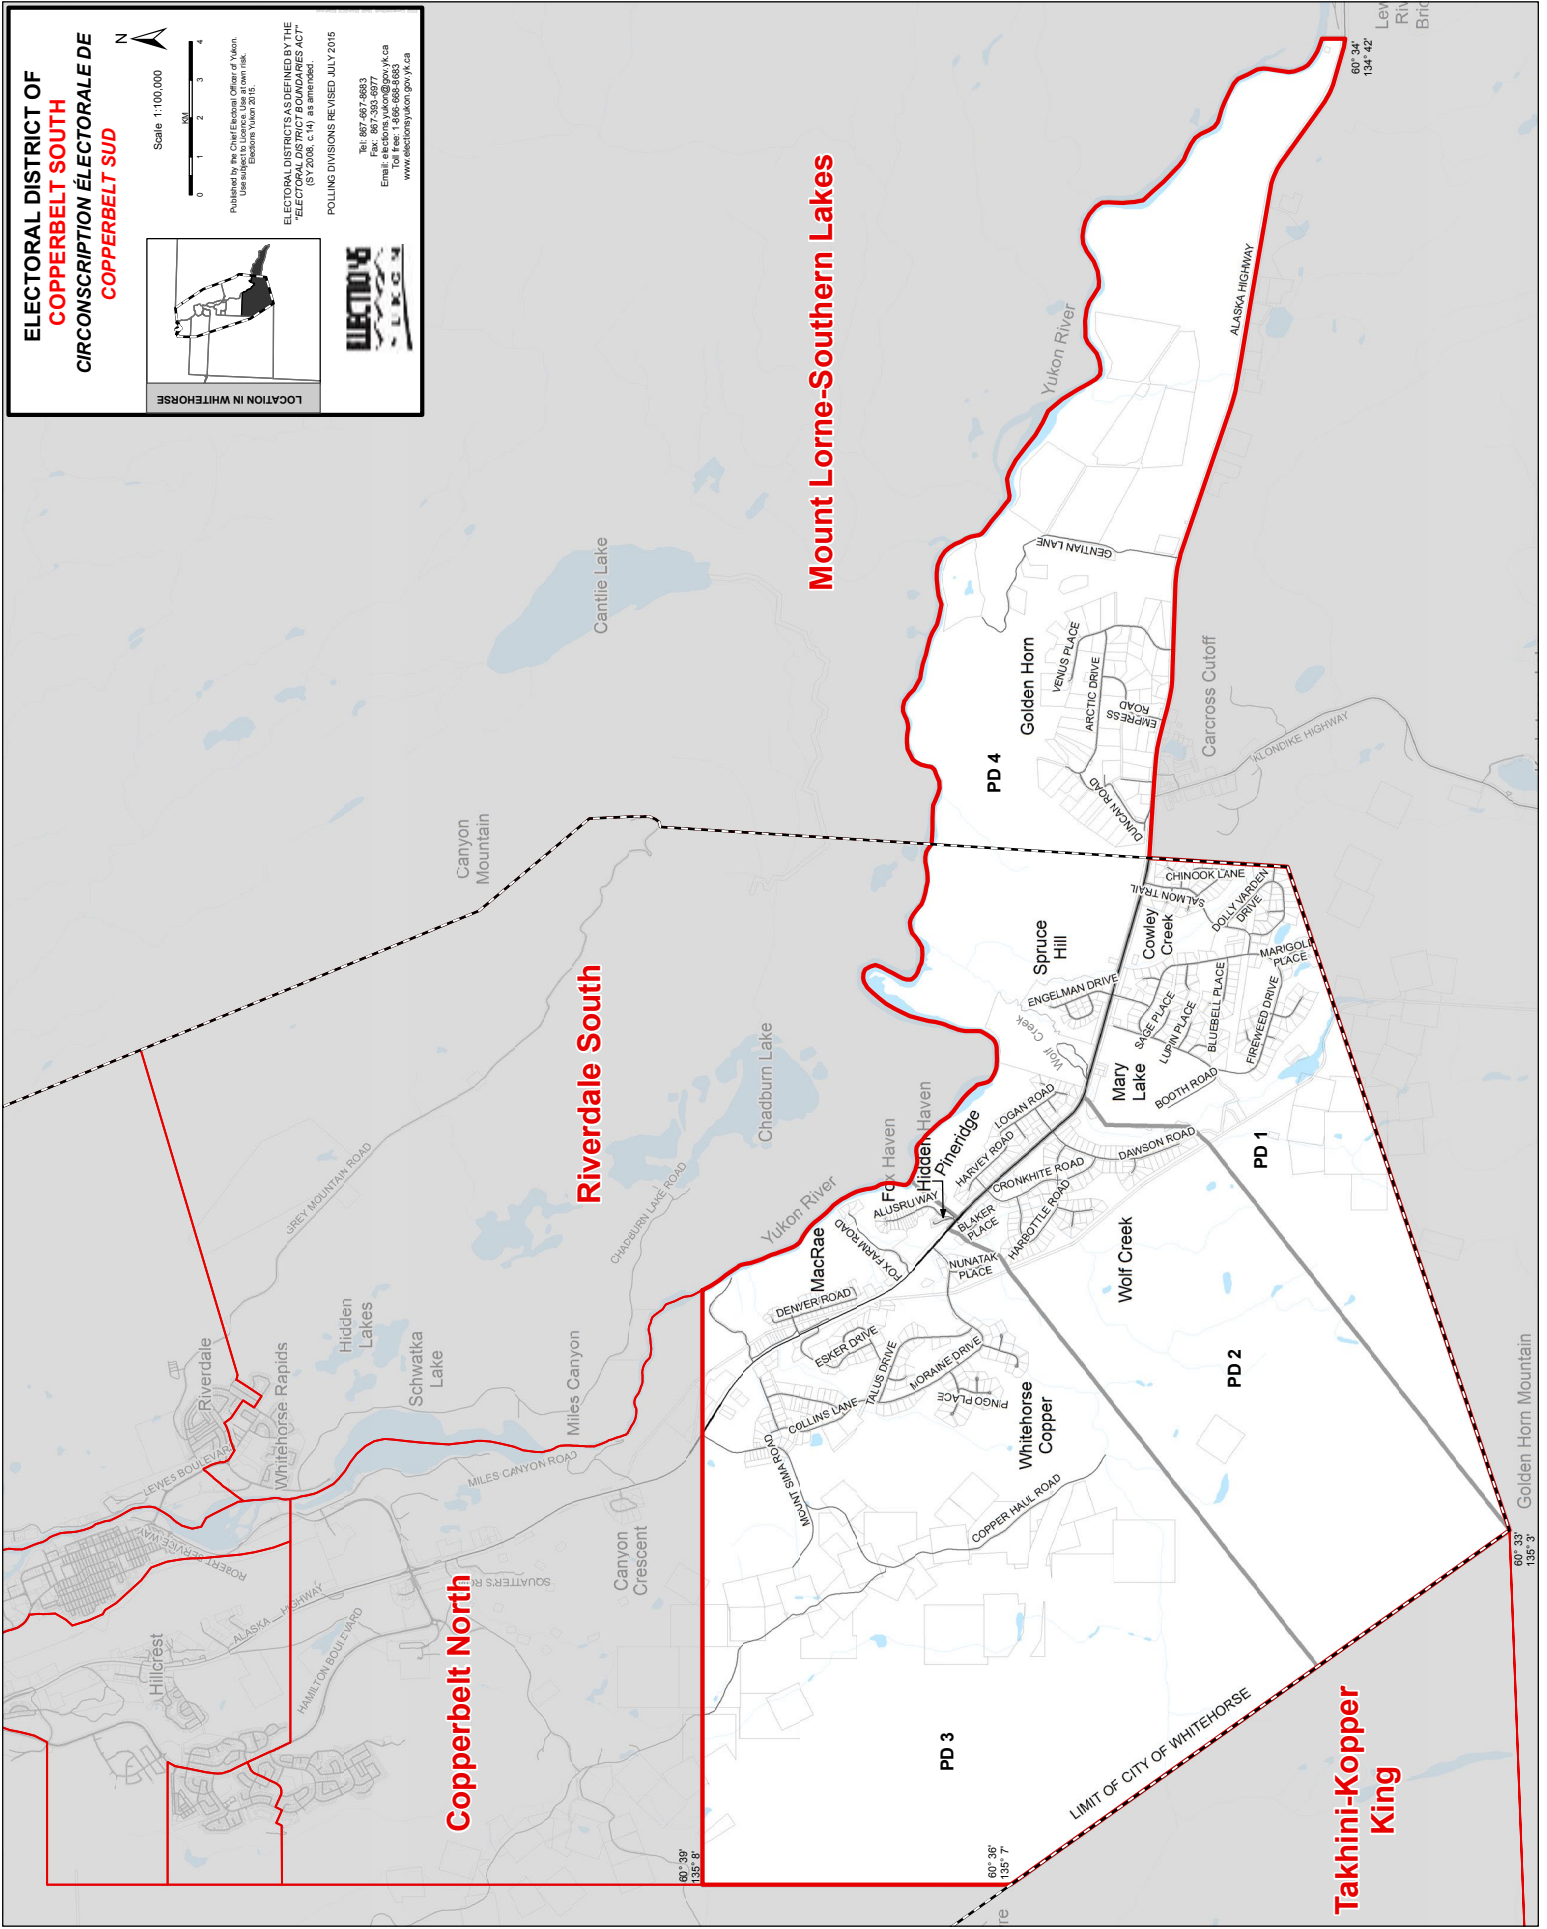 ELECTORAL DISTRICT OF
COPPERBELT SOUTH
CIRCONSCRIPTION ÉLECTORALE DE
COPPERBELT SUD
N
Scale 1:100,000
KM
0 1 2 3 4
Published by the Chief Electoral Officer of Yukon.
Use subject to Licence. Use at own risk.
Elections Yukon 2015.
ELECTORAL DISTRICTS AS DEFINED BY THE
"ELECTORAL DISTRICT BOUNDARIES ACT"
(SY 2008, c.14) as amended.
POLLING DIVISIONS REVISED JULY 2015
Tel: 867-667-8683
Fax: 867-393-6977
Email: elections.yukon@gov.yk.ca
Toll free: 1-866-668-8683
www.electionsyukon.gov.yk.ca
LOCATION IN WHITEHORSE
Mount Lorne-Southern Lakes
Riverdale South
Copperbelt North
Takhini-Kopper
King
60° 34'
134° 42'
ALASKA HIGHWAY
Yukon River
Cantlie Lake
GENTIAN LANE
Golden Horn
VENUS PLACE
ARCTIC DRIVE
EMPRESS
ROAD
DUNCAN ROAD
PD 4
Carcross Cutoff
KLONDIKE HIGHWAY
Canyon
Mountain
CHINOOK LANE
SALMON TRAIL
DOLLY VARDEN
DRIVE
Cowley
Creek
Spruce
Hill
MARIGOLD
PLACE
ENGELMAN DRIVE
SAGE PLACE
LUPIN PLACE
BLUEBELL PLACE
FIREWEED DRIVE
Wolf Creek
Mary
Lake
BOOTH ROAD
Chadburn Lake
CHADBURN LAKE ROAD
GREY MOUNTAIN ROAD
Fox Haven
Hidden Haven
Pineridge
LOGAN ROAD
HARVEY ROAD
DAWSON ROAD
CRONKHITE ROAD
HARBOTTLE ROAD
PD 1
Yukon River
ALUSRU WAY
BLAKER
PLACE
NUNATAK
PLACE
FOX FARM ROAD
MacRae
DENVER ROAD
Wolf Creek
PD 2
ESKER DRIVE
TALUS DRIVE
MORAINE DRIVE
PINGO PLACE
COLLINS LANE
Whitehorse
Copper
MOUNT SIMA ROAD
COPPER HAUL ROAD
Golden Horn Mountain
60° 33'
135° 3'
Riverdale
Whitehorse Rapids
Hidden
Lakes
Schwatka
Lake
Miles Canyon
LEWES BOULEVAR
MILES CANYON ROAD
ROBERT SERVICE WAY
Canyon
Crescent
ALASKA HIGHWAY
HAMILTON BOULEVARD
Hillcrest
PD 3
LIMIT OF CITY OF WHITEHORSE
60° 39'
135° 8'
60° 36'
135° 7'